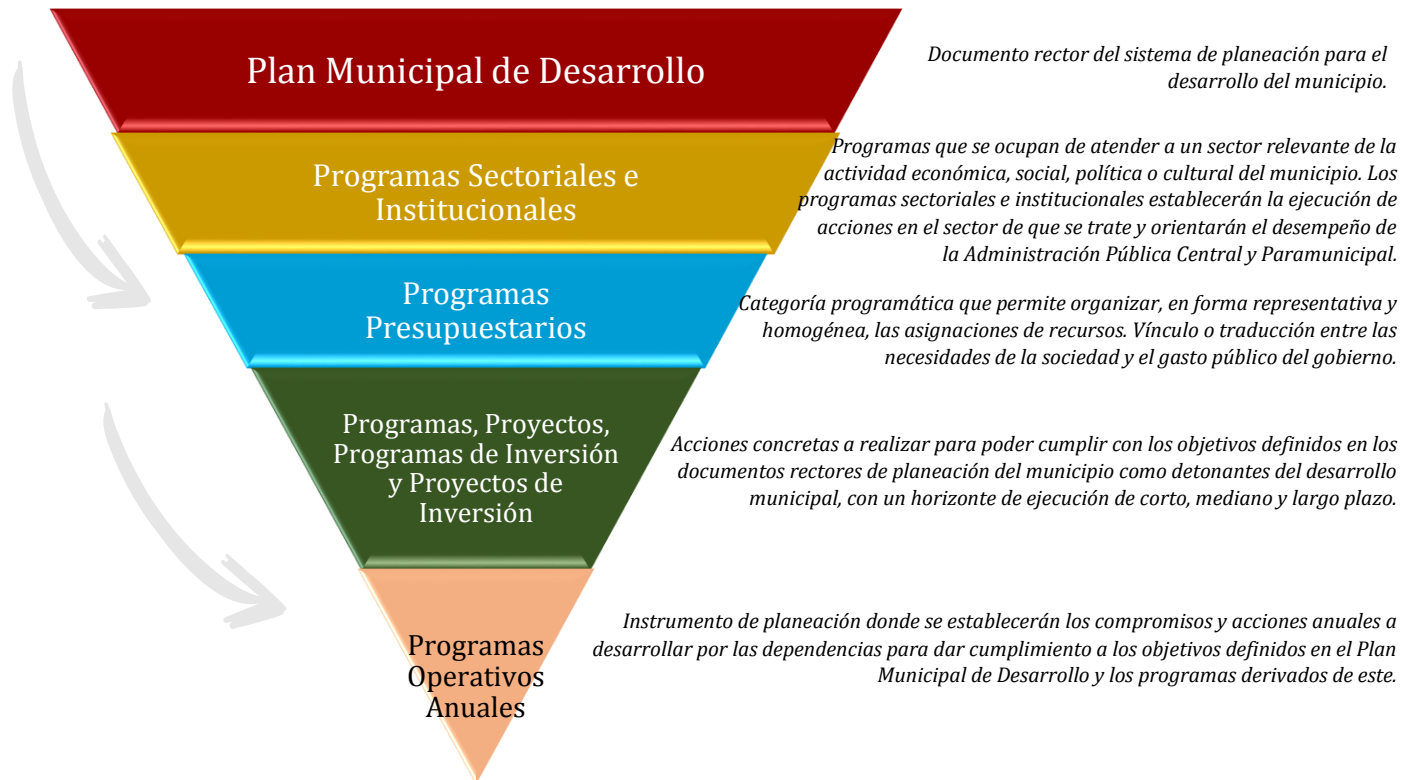 Plan Municipal de Desarrollo
Documento rector del sistema de planeación para el
desarrollo del municipio.
Programas Sectoriales e
Institucionales
Programas que se ocupan de atender a un sector relevante de la
actividad económica, social, política o cultural del municipio. Los
programas sectoriales e institucionales establecerán la ejecución de
acciones en el sector de que se trate y orientarán el desempeño de
la Administración Pública Central y Paramunicipal.
Programas
Presupuestarios
Categoría programática que permite organizar, en forma representativa y
homogénea, las asignaciones de recursos. Vínculo o traducción entre las
necesidades de la sociedad y el gasto público del gobierno.
Programas, Proyectos,
Programas de Inversión
y Proyectos de
Inversión
Acciones concretas a realizar para poder cumplir con los objetivos definidos en los
documentos rectores de planeación del municipio como detonantes del desarrollo
municipal, con un horizonte de ejecución de corto, mediano y largo plazo.
Programas
Operativos
Anuales
Instrumento de planeación donde se establecerán los compromisos y acciones anuales a
desarrollar por las dependencias para dar cumplimiento a los objetivos definidos en el Plan
Municipal de Desarrollo y los programas derivados de este.